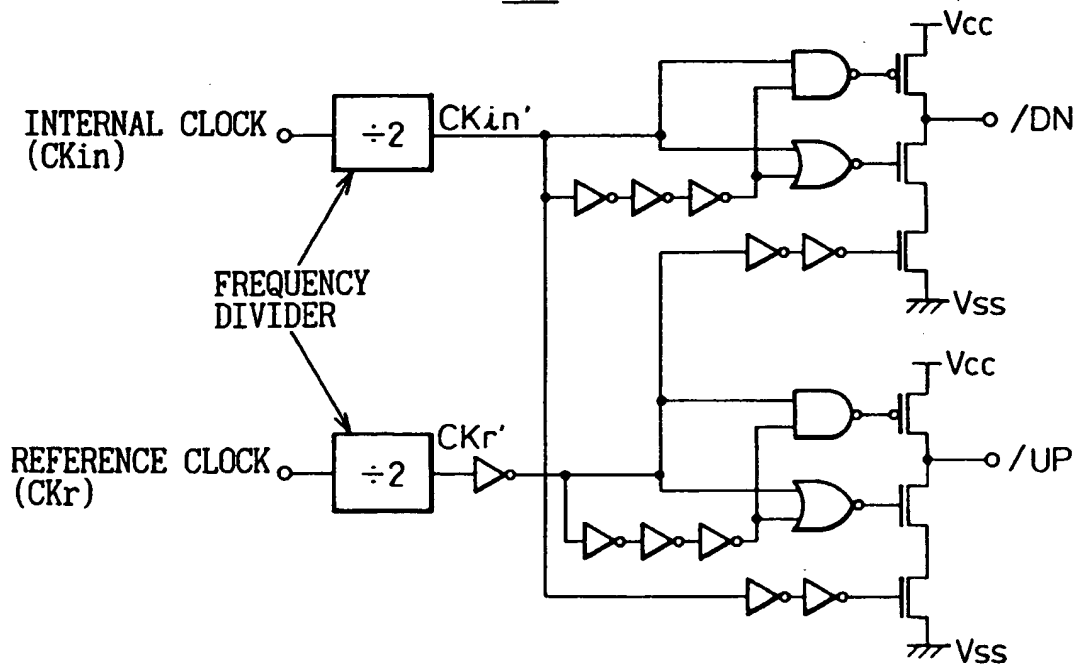 Vcc
INTERNAL CLOCK
(CKin)
÷2
CKin'
/DN
FREQUENCY
DIVIDER
Vss
Vcc
REFERENCE CLOCK
(CKr)
÷2
CKr'
/UP
Vss